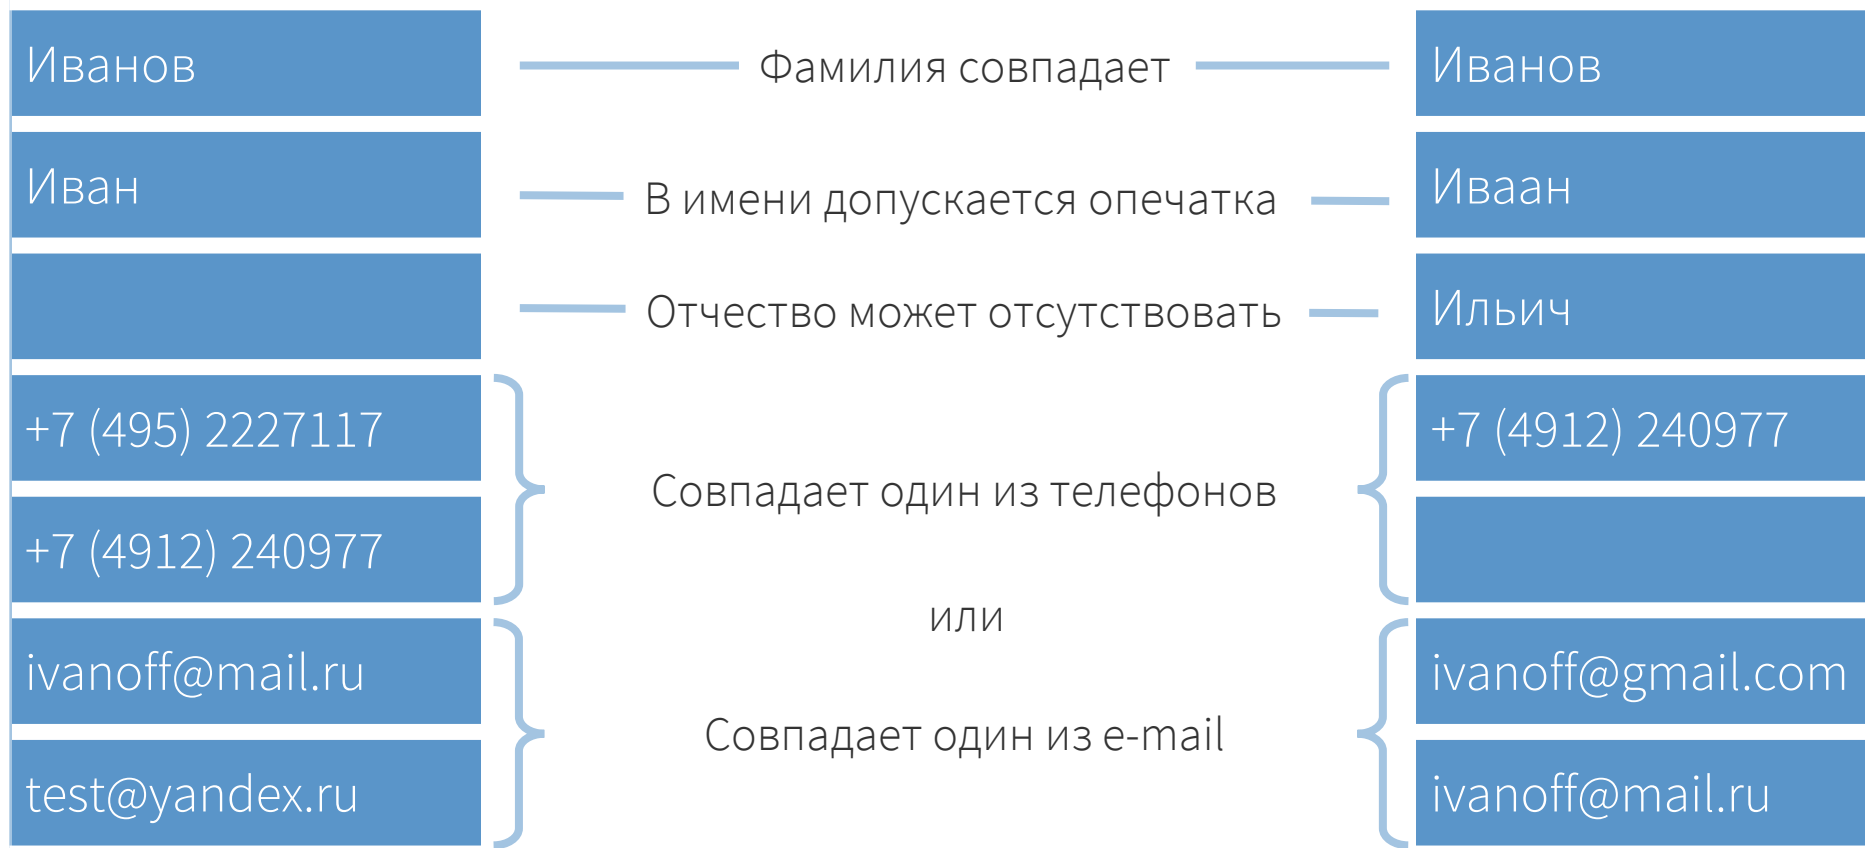 Иванов
Фамилия совпадает
Иванов
Иван
В имени допускается опечатка
Иваан
Отчество может отсутствовать
Ильич
+7 (495) 2227117
+7 (4912) 240977
Совпадает один из телефонов
+7 (4912) 240977
или
ivanoff@mail.ru
test@yandex.ru
Совпадает один из e-mail
ivanoff@gmail.com
ivanoff@mail.ru